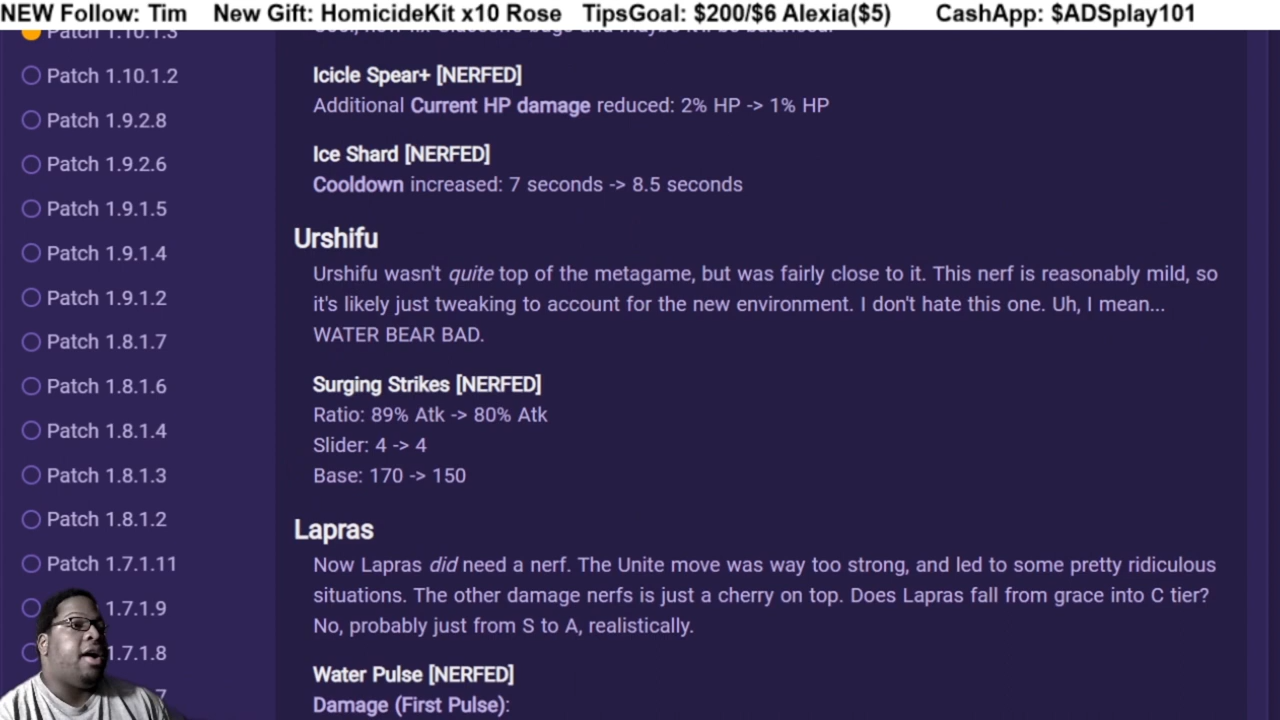 NEW Follow: Tim New Gift: HomicideKit x10 Rose TipsGoal: $200/$6 Alexia($5) CashApp: $ADSplay101
Patch 1.10.1.3
Patch 1.10.1.2
Patch 1.9.2.8
Patch 1.9.2.6
Patch 1.9.1.5
Patch 1.9.1.4
Patch 1.9.1.2
Patch 1.8.1.7
Patch 1.8.1.6
Patch 1.8.1.4
Patch 1.8.1.3
Patch 1.8.1.2
Patch 1.7.1.11
1.7.1.9
1.7.1.8
7
Icicle Spear+ [NERFED]
Additional Current HP damage reduced: 2% HP -> 1% HP
Ice Shard [NERFED]
Cooldown increased: 7 seconds -> 8.5 seconds
Urshifu
Urshifu wasn't quite top of the metagame, but was fairly close to it. This nerf is reasonably mild, so
it's likely just tweaking to account for the new environment. I don't hate this one. Uh, I mean...
WATER BEAR BAD.
Surging Strikes [NERFED]
Ratio: 89% Atk -> 80% Atk
Slider: 4 -> 4
Base: 170 -> 150
Lapras
Now Lapras did need a nerf. The Unite move was way too strong, and led to some pretty ridiculous
situations. The other damage nerfs is just a cherry on top. Does Lapras fall from grace into C tier?
No, probably just from S to A, realistically.
Water Pulse [NERFED]
Damage (First Pulse):